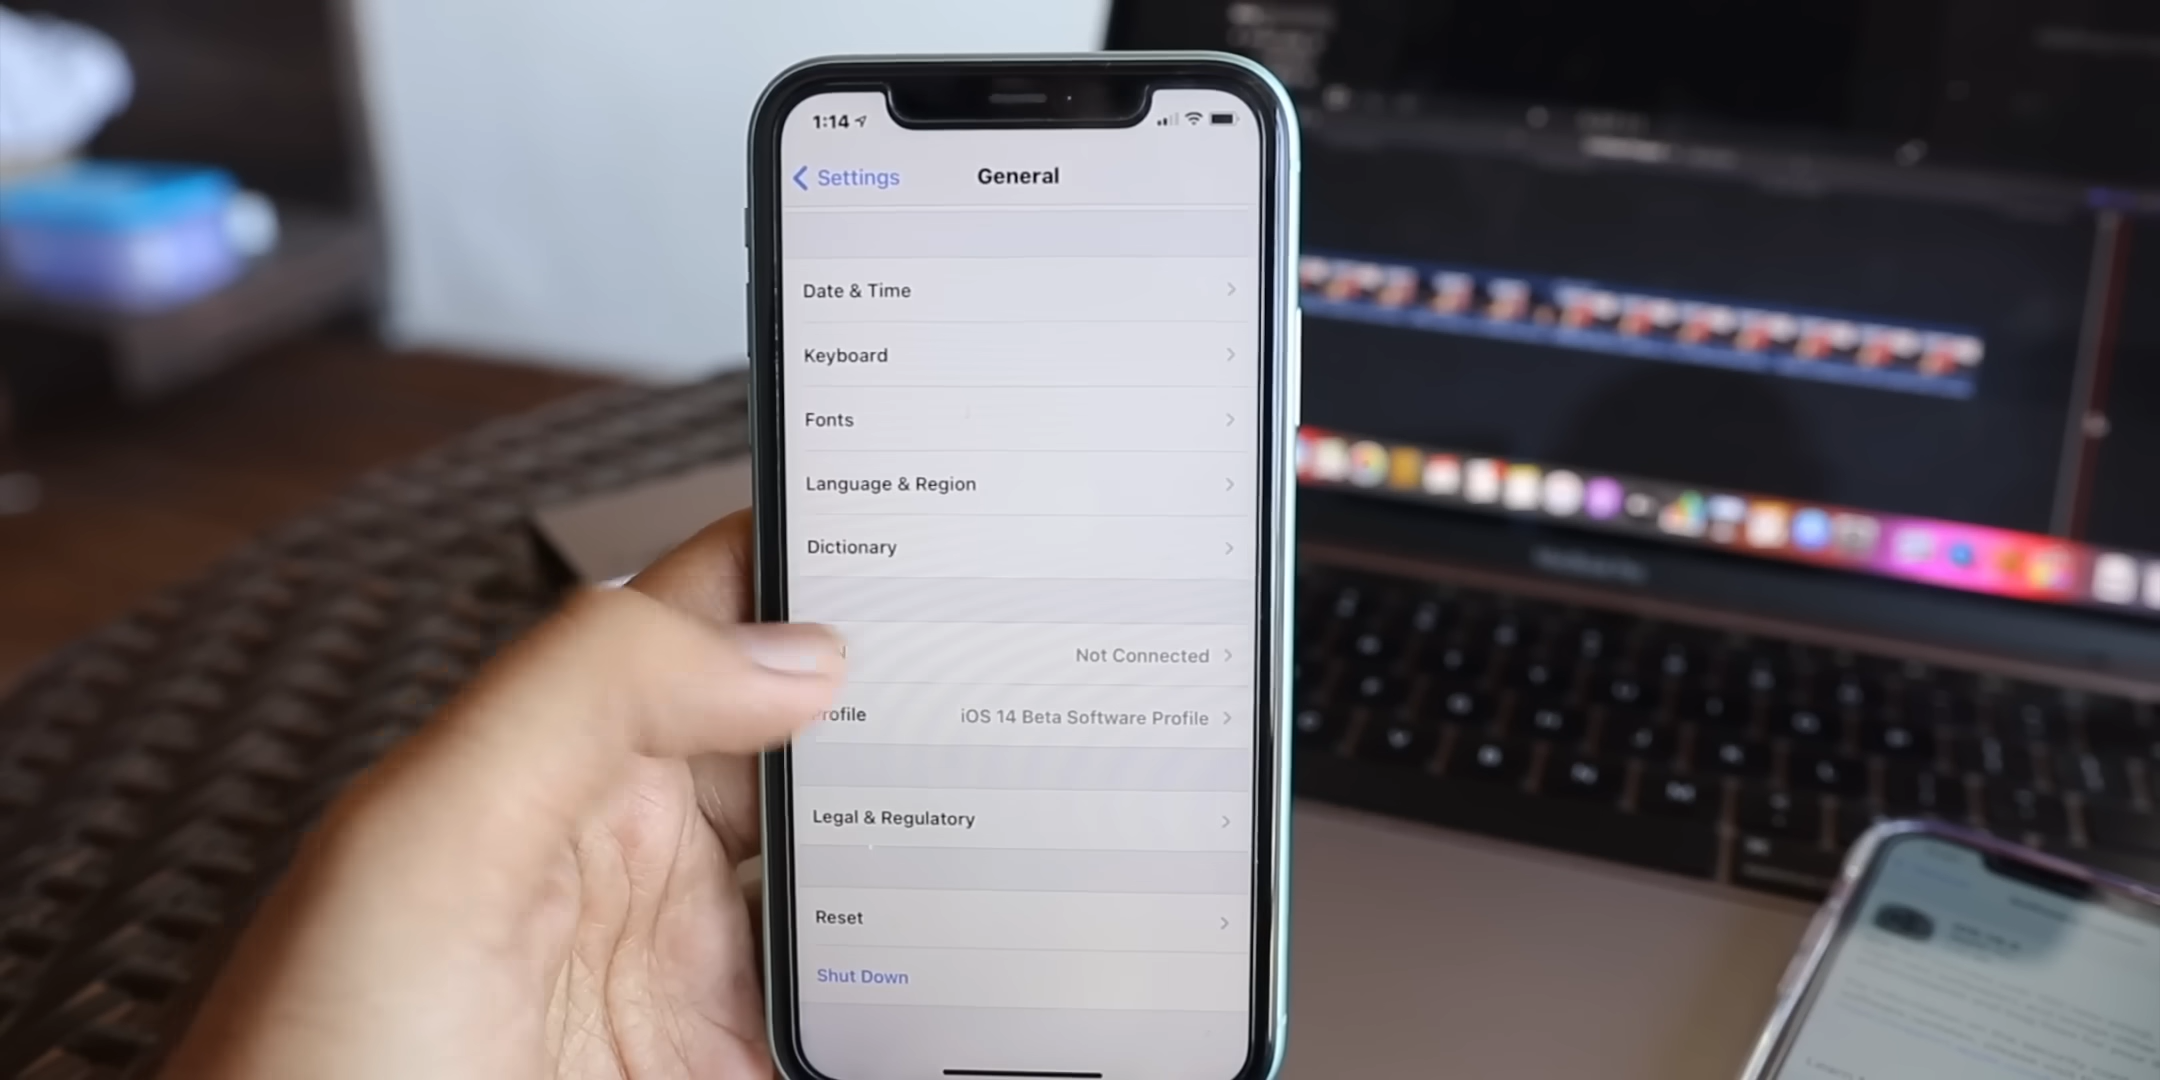 1:14
Settings
General
Date & Time
Keyboard
Fonts
Language & Region
Dictionary
Not Connected
rofile iOS 14 Beta Software Profile
Legal & Regulatory
Reset
Shut Down